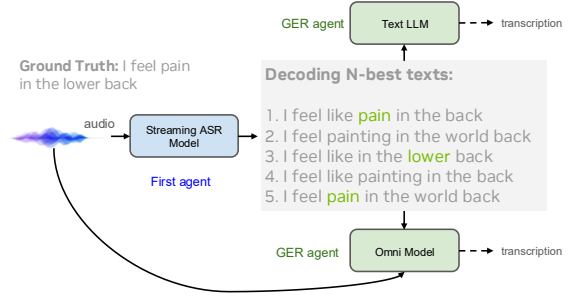 GER agent
Text LLM
transcription
Ground Truth: I feel pain
in the lower back
Decoding N-best texts:
1. I feel like pain in the back
2. I feel painting in the world back
3. I feel like in the lower back
4. I feel like painting in the back
5. I feel pain in the world back
audio
Streaming ASR
Model
First agent
GER agent
Omni Model
transcription